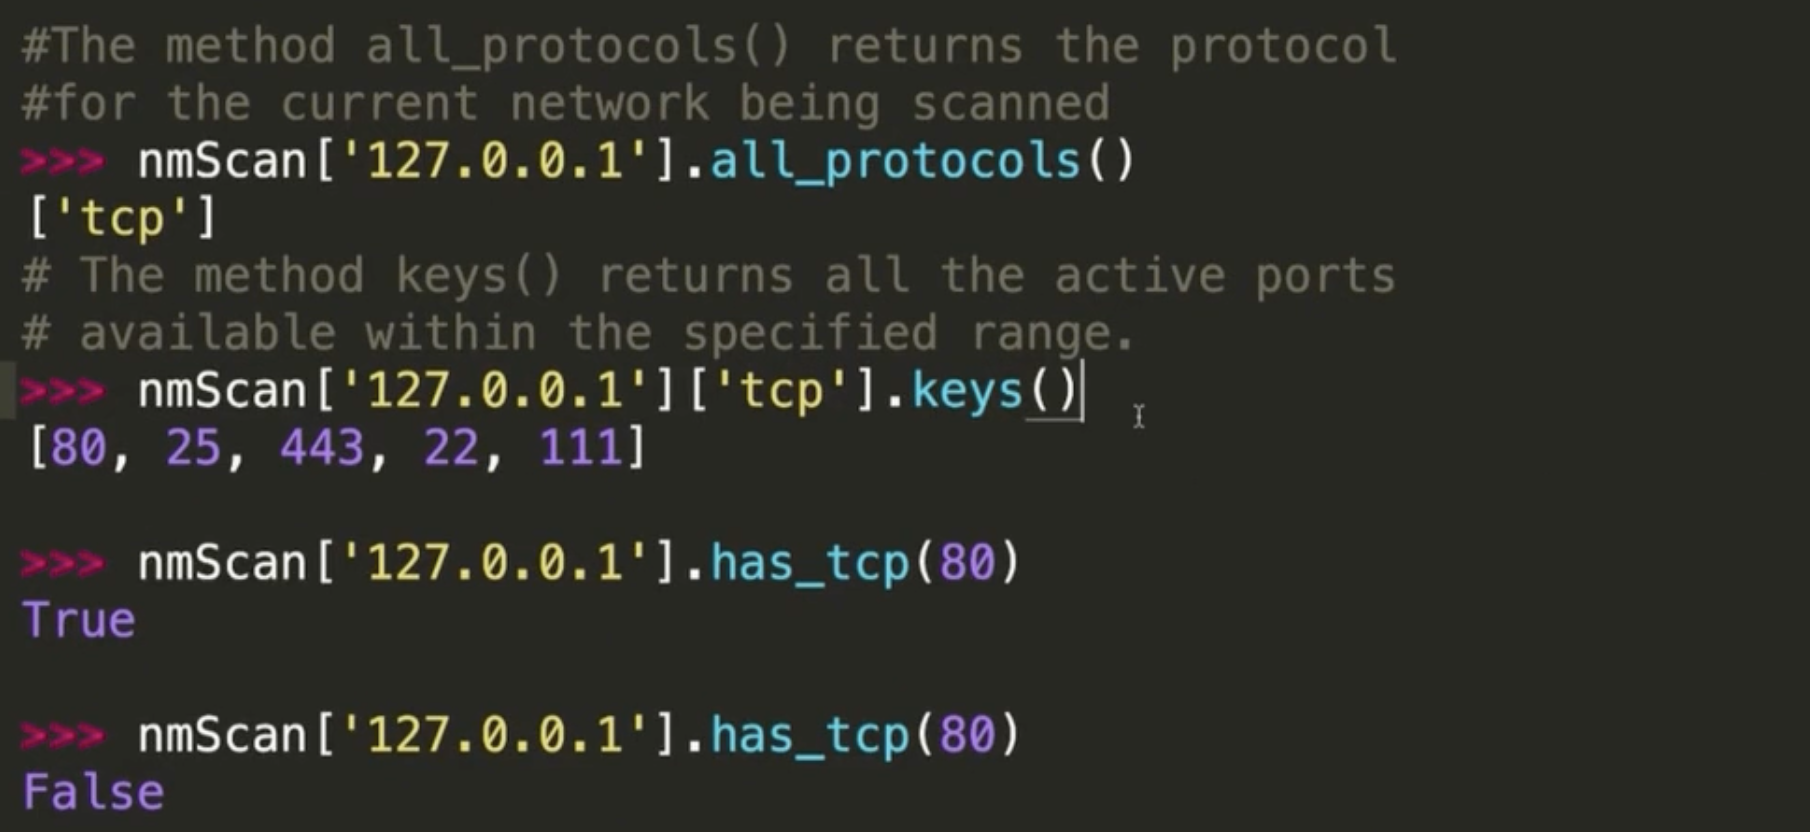 #The method all_protocols() returns the protocol
#for the current network being scanned
>>> nmScan['127.0.0.1'].all_protocols()
['tcp']
# The method keys() returns all the active ports
# available within the specified range.
>>> nmScan['127.0.0.1']['tcp'].keys()
[80, 25, 443, 22, 111]
>>> nmScan['127.0.0.1'].has_tcp(80)
True
>>> nmScan['127.0.0.1'].has_tcp(80)
False